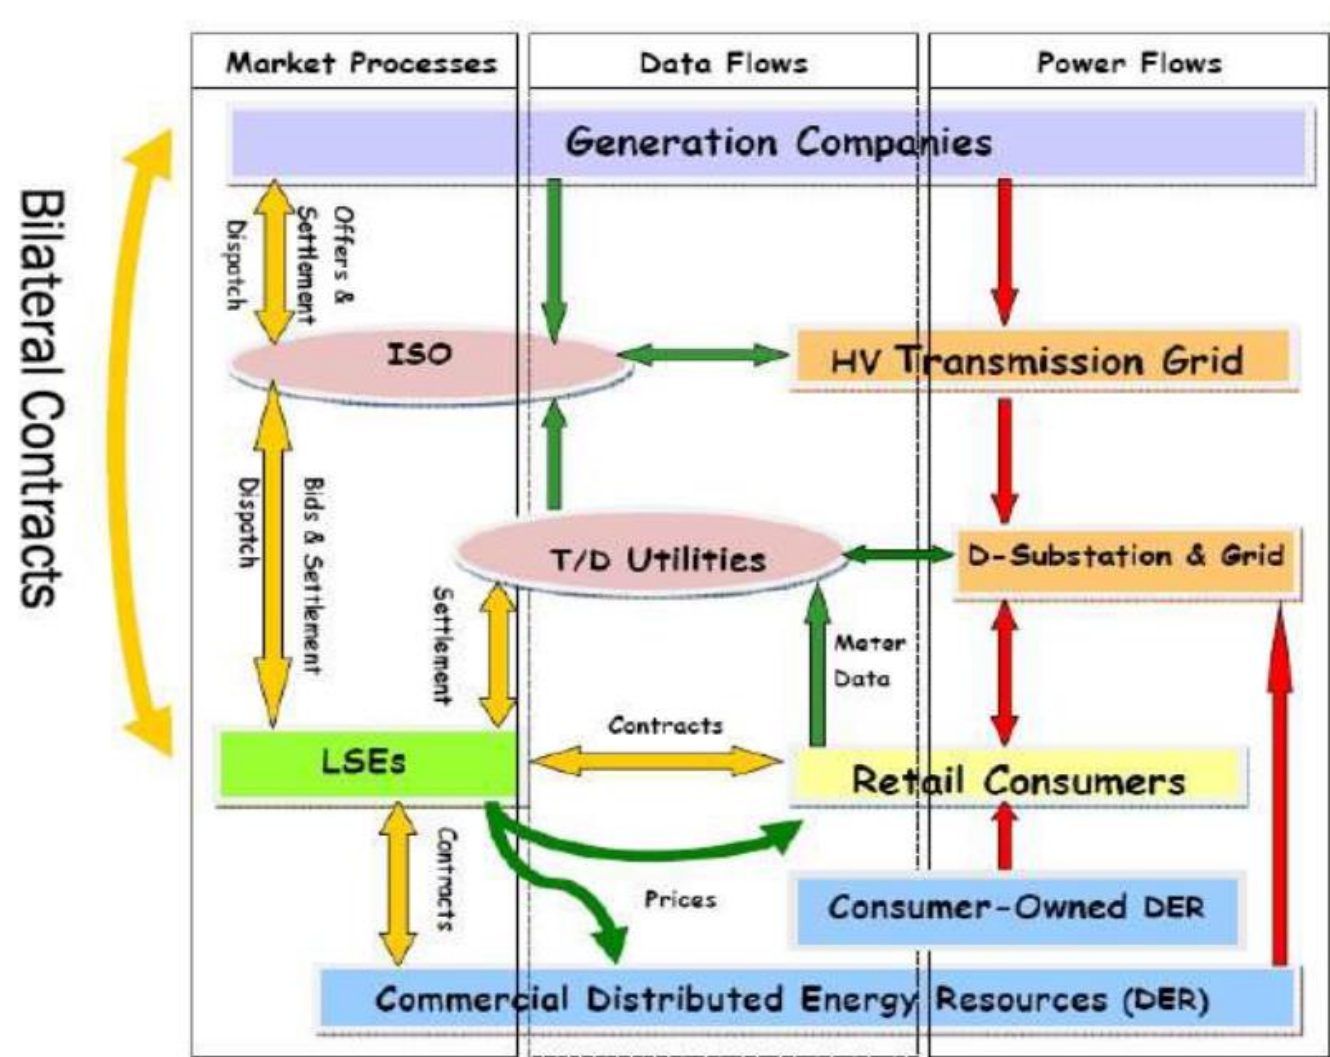 Market Processes
Data Flows
Power Flows
Generation Companies
Bilateral Contracts
Offers &
Settlement
Dispatch
ISO
HV Transmission Grid
Bids & Settlement
Dispatch
T/D Utilities
D-Substation & Grid
Settlement
Meter
Data
Contracts
LSEs
Retail Consumers
Contracts
Prices
Consumer-Owned DER
Commercial Distributed Energy Resources (DER)